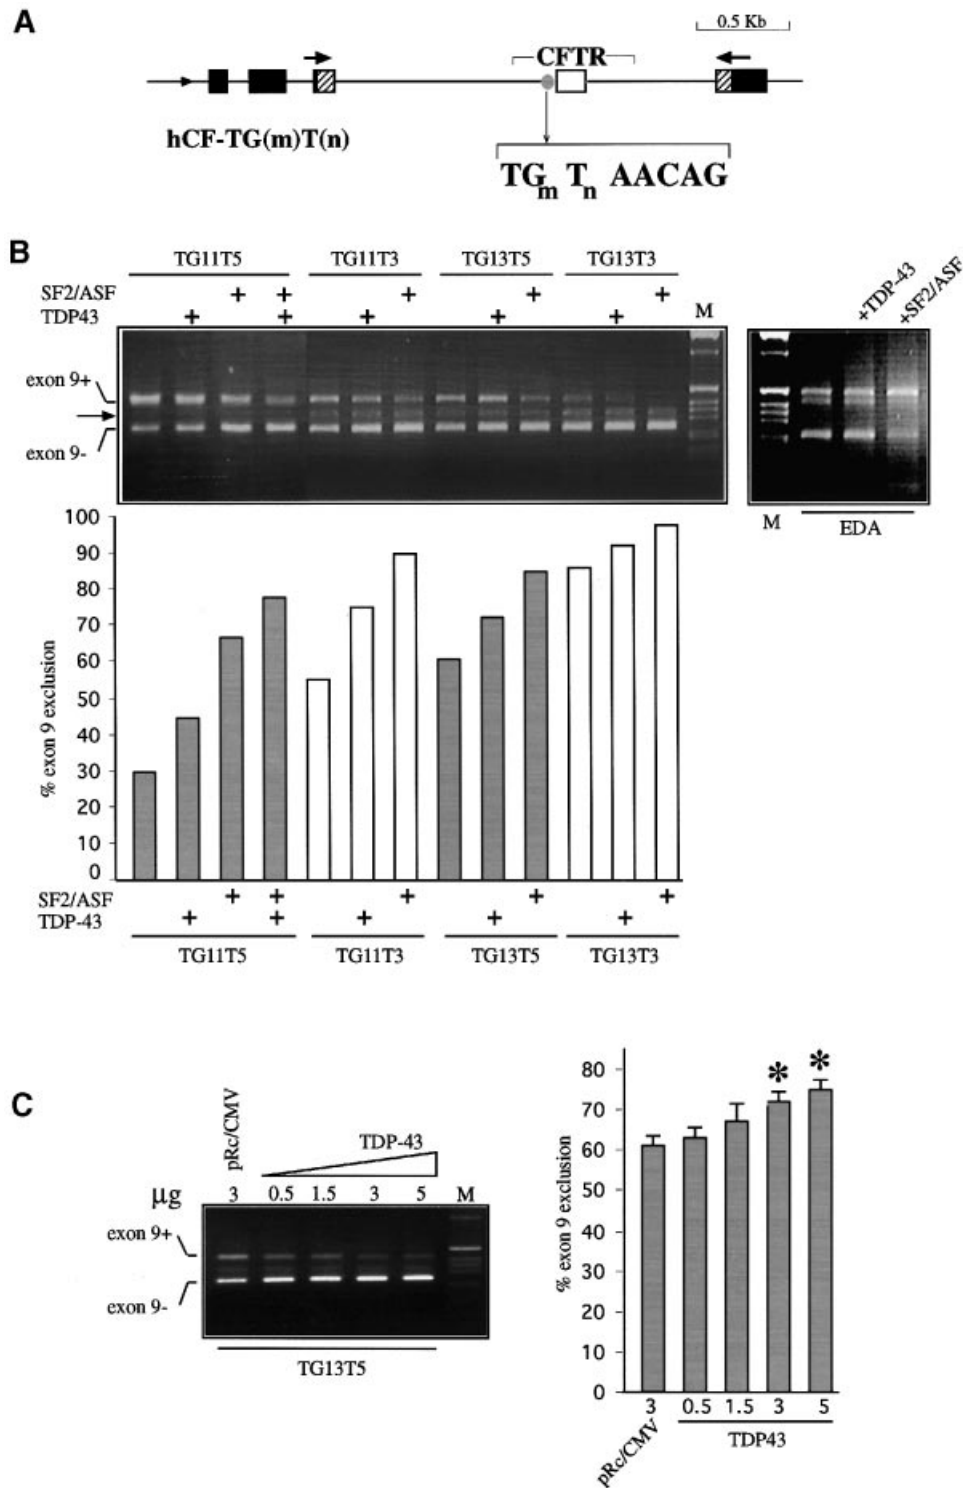 A
0.5 Kb
CFTR
hCF-TG(m)T(n)
TGm Tn AACAG
B
TG11T5 TG11T3 TG13T5 TG13T3
SF2/ASF + + + + +
TDP43 + + + + + M
+TDP-43
+SF2/ASF
exon 9+
exon 9-
M
EDA
% exon 9 exclusion
100
90
80
70
60
50
40
30
20
10
0
SF2/ASF + + + + +
TDP-43 + + + + +
TG11T5 TG11T3 TG13T5 TG13T3
C
pRc/CMV
TDP-43
μg 3 0.5 1.5 3 5 M
exon 9+
exon 9-
TG13T5
% exon 9 exclusion
80
70
60
50
40
30
20
10
0
* *
3 0.5 1.5 3 5
pRc/CMV
TDP43